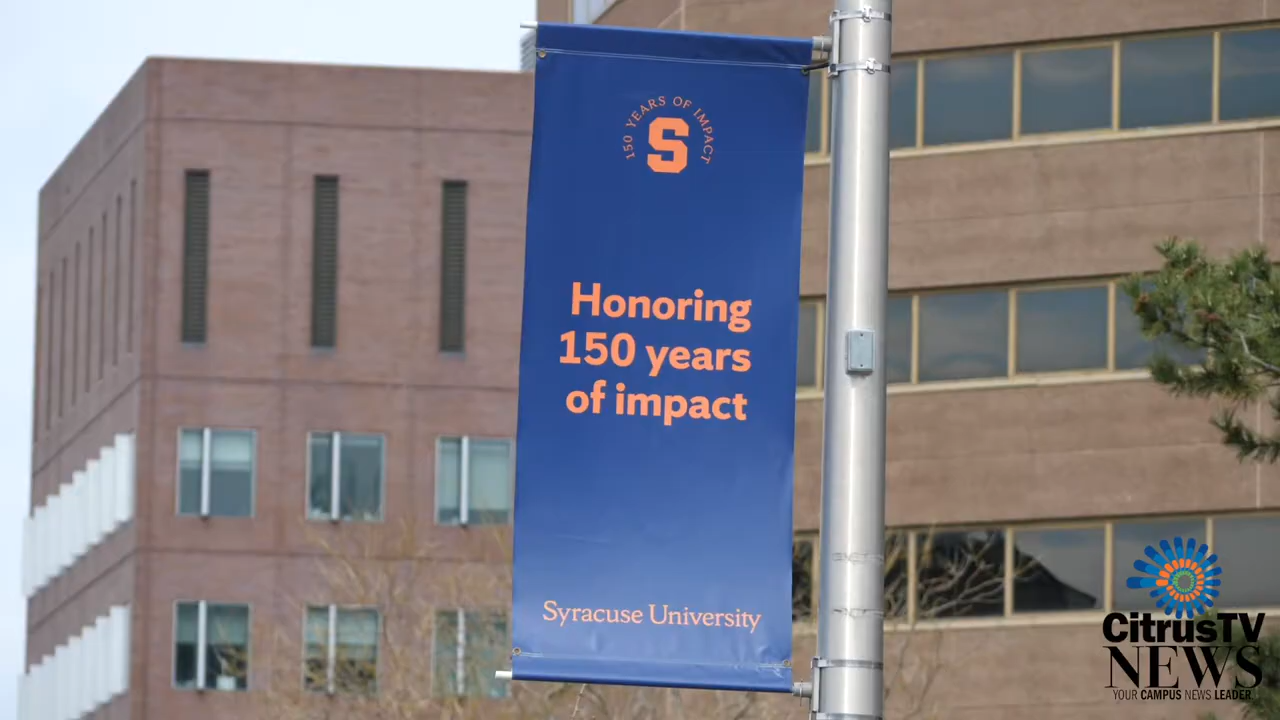 150 YEARS OF IMPACT
S
Honoring
150 years
of impact
Syracuse University
CitrusTV
NEWS
YOUR CAMPUS NEWS LEADER